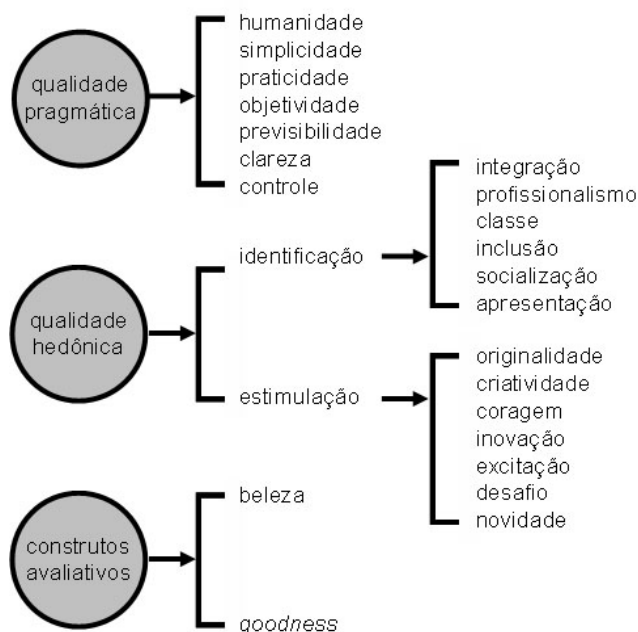 qualidade
pragmática
humanidade
simplicidade
praticidade
objetividade
previsibilidade
clareza
controle
qualidade
hedônica
identificação
integração
profissionalismo
classe
inclusão
socialização
apresentação
estimulação
originalidade
criatividade
coragem
inovação
excitação
desafio
novidade
construtos
avaliativos
beleza
goodness